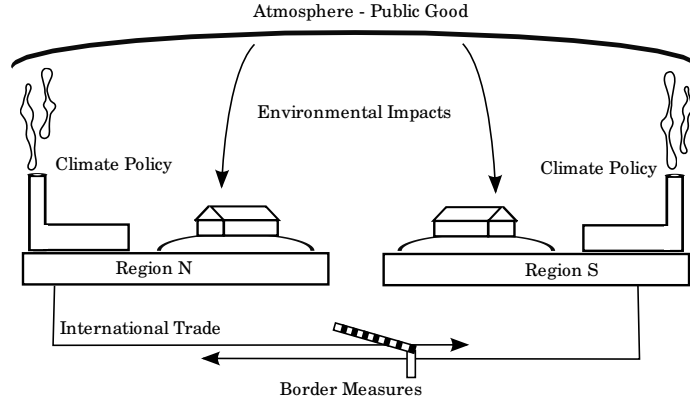 Atmosphere - Public Good
Environmental Impacts
Climate Policy
Climate Policy
Region N
Region S
International Trade
Border Measures